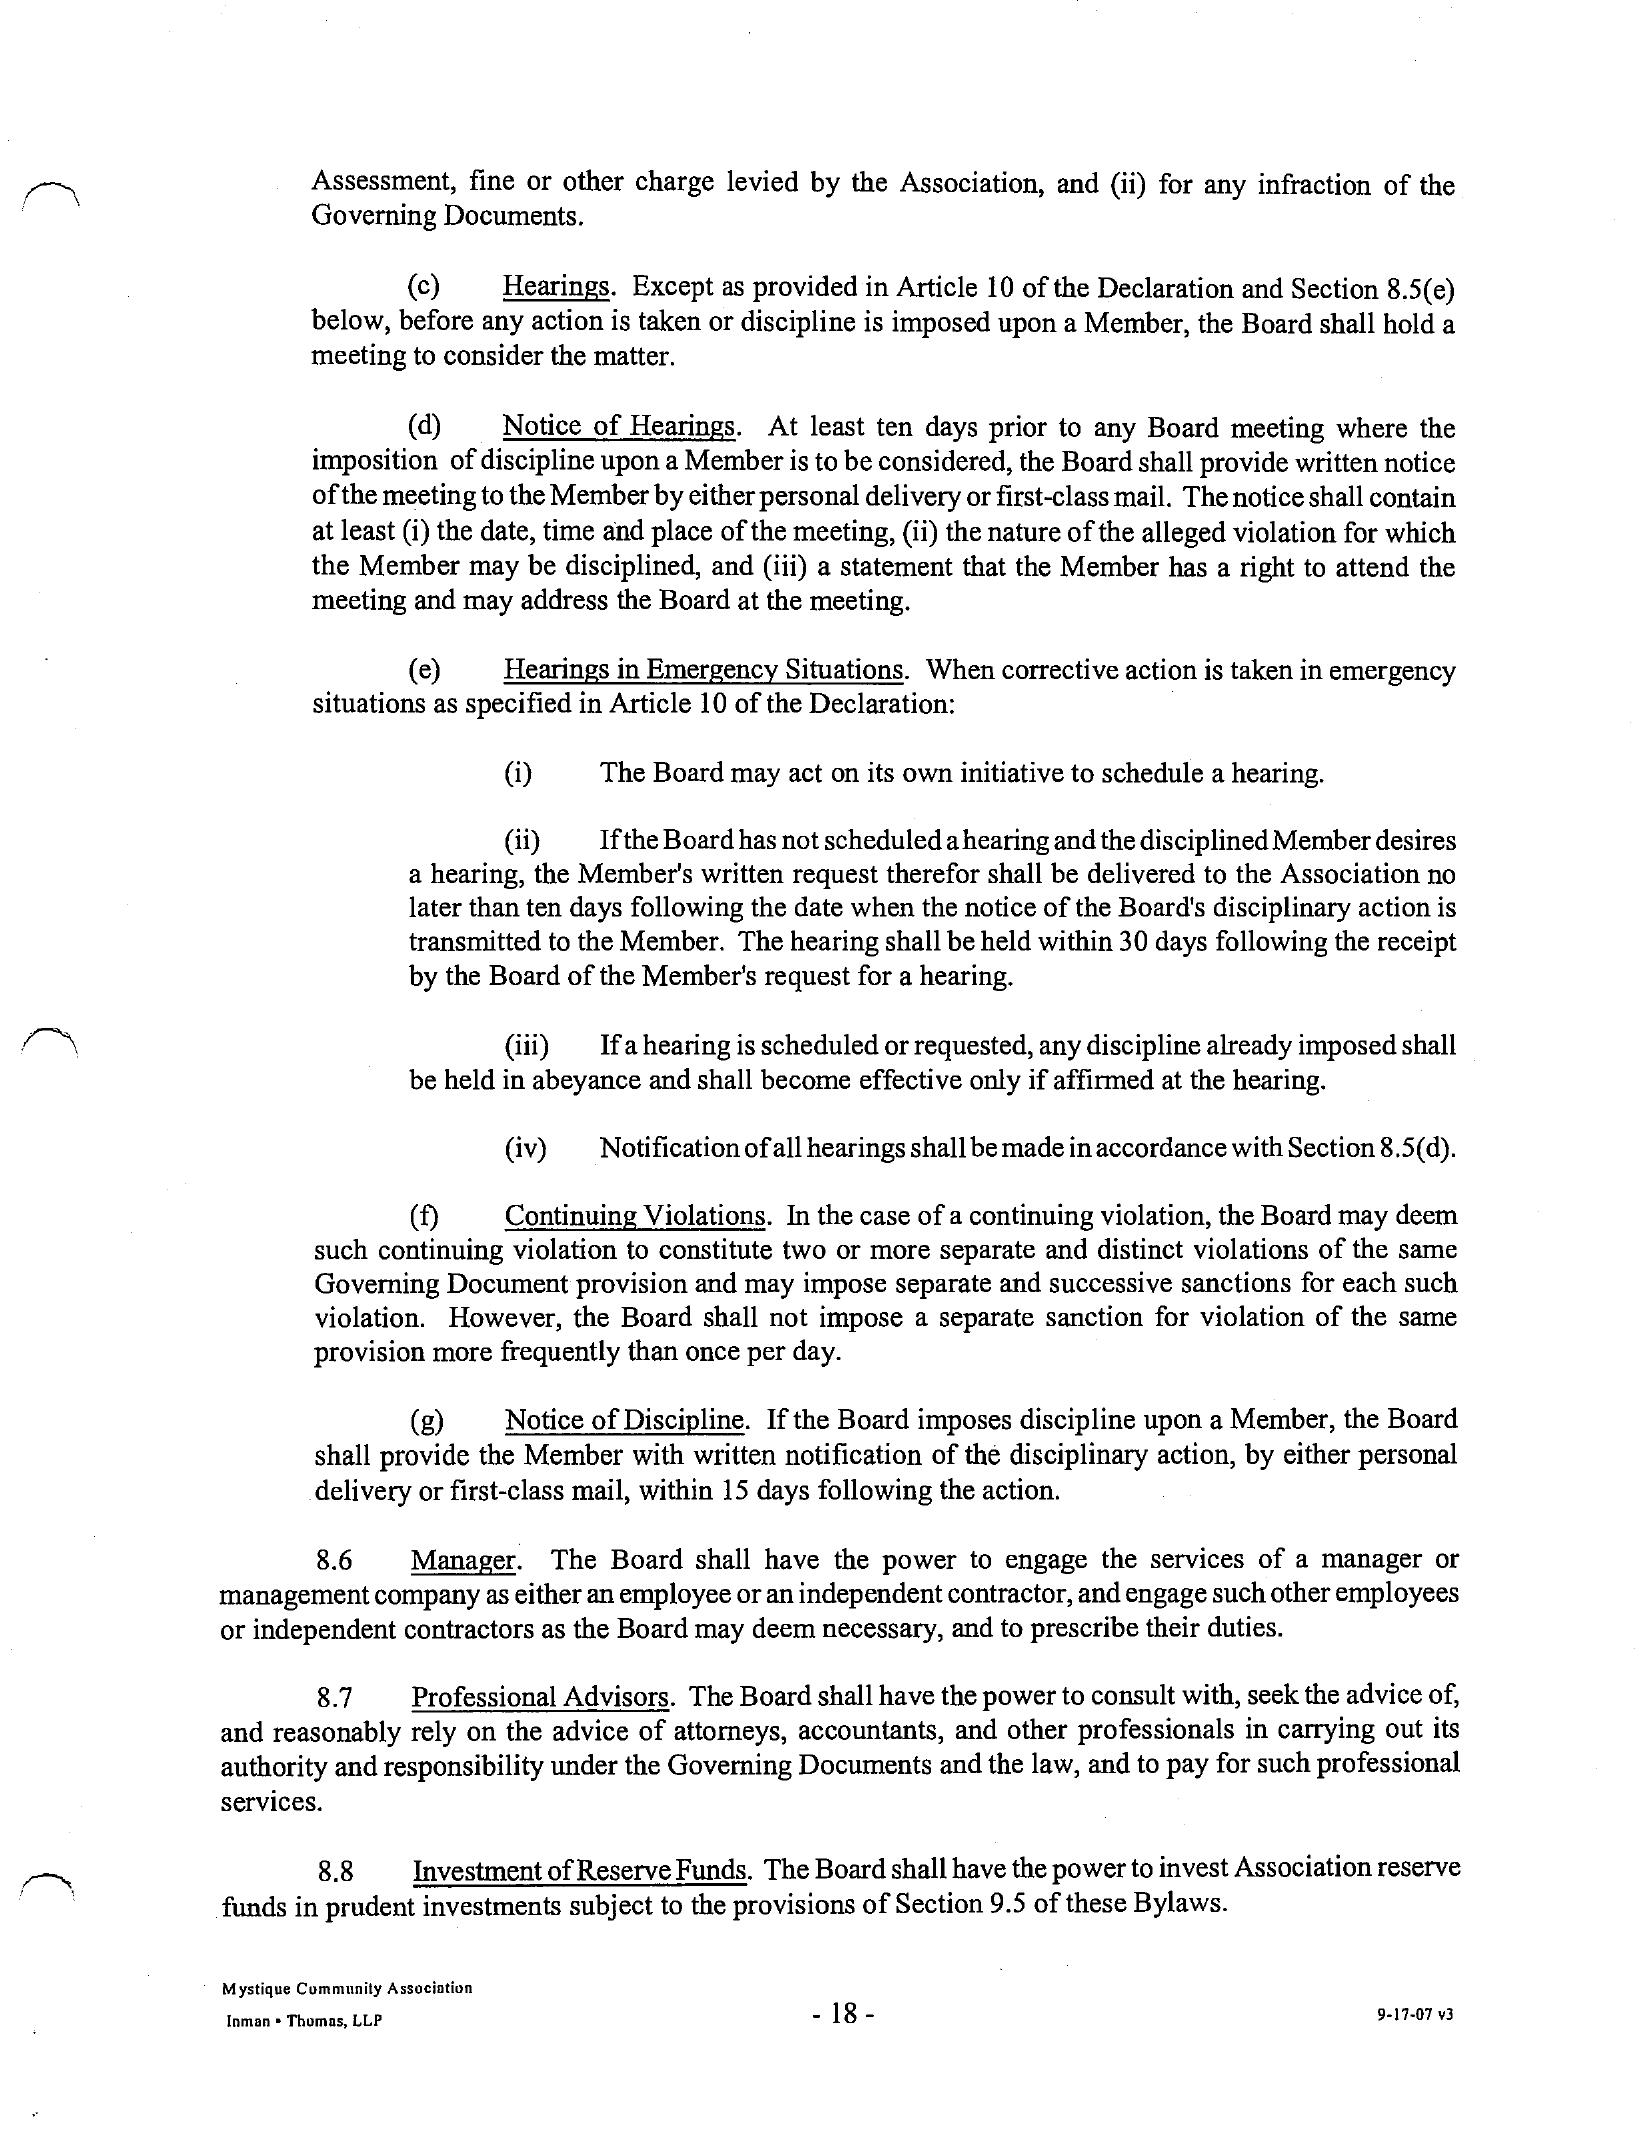 Assessment, fine or other charge levied by the Association, and (ii) for any infraction of the
Governing Documents.
(c) Hearings. Except as provided in Article 10 of the Declaration and Section 8.5(e)
below, before any action is taken or discipline is imposed upon a Member, the Board shall hold a
meeting to consider the matter.
(d) Notice of Hearings. At least ten days prior to any Board meeting where the
imposition of discipline upon a Member is to be considered, the Board shall provide written notice
of the meeting to the Member by either personal delivery or first-class mail. The notice shall contain
at least (i) the date, time and place of the meeting, (ii) the nature of the alleged violation for which
the Member may be disciplined, and (iii) a statement that the Member has a right to attend the
meeting and may address the Board at the meeting.
(e) Hearings in Emergency Situations. When corrective action is taken in emergency
situations as specified in Article 10 of the Declaration:
(i) The Board may act on its own initiative to schedule a hearing.
(ii) If the Board has not scheduled a hearing and the disciplined Member desires
a hearing, the Member's written request therefor shall be delivered to the Association no
later than ten days following the date when the notice of the Board's disciplinary action is
transmitted to the Member. The hearing shall be held within 30 days following the receipt
by the Board of the Member's request for a hearing.
(iii) If a hearing is scheduled or requested, any discipline already imposed shall
be held in abeyance and shall become effective only if affirmed at the hearing.
(iv) Notification of all hearings shall be made in accordance with Section 8.5(d).
(f) Continuing Violations. In the case of a continuing violation, the Board may deem
such continuing violation to constitute two or more separate and distinct violations of the same
Governing Document provision and may impose separate and successive sanctions for each such
violation. However, the Board shall not impose a separate sanction for violation of the same
provision more frequently than once per day.
(g) Notice of Discipline. If the Board imposes discipline upon a Member, the Board
shall provide the Member with written notification of the disciplinary action, by either personal
delivery or first-class mail, within 15 days following the action.
8.6 Manager. The Board shall have the power to engage the services of a manager or
management company as either an employee or an independent contractor, and engage such other employees
or independent contractors as the Board may deem necessary, and to prescribe their duties.
8.7 Professional Advisors. The Board shall have the power to consult with, seek the advice of,
and reasonably rely on the advice of attorneys, accountants, and other professionals in carrying out its
authority and responsibility under the Governing Documents and the law, and to pay for such professional
services.
8.8 Investment of Reserve Funds. The Board shall have the power to invest Association reserve
funds in prudent investments subject to the provisions of Section 9.5 of these Bylaws.
Mystique Community Association
Inman • Thomas, LLP
- 18 -
9-17-07 v3